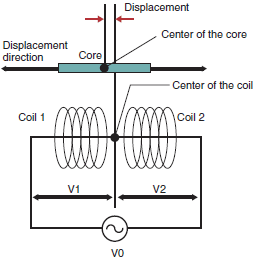 Displacement
Center of the core
Displacement
direction
Core
Center of the coil
Coil 1
Coil 2
V1
V2
V0